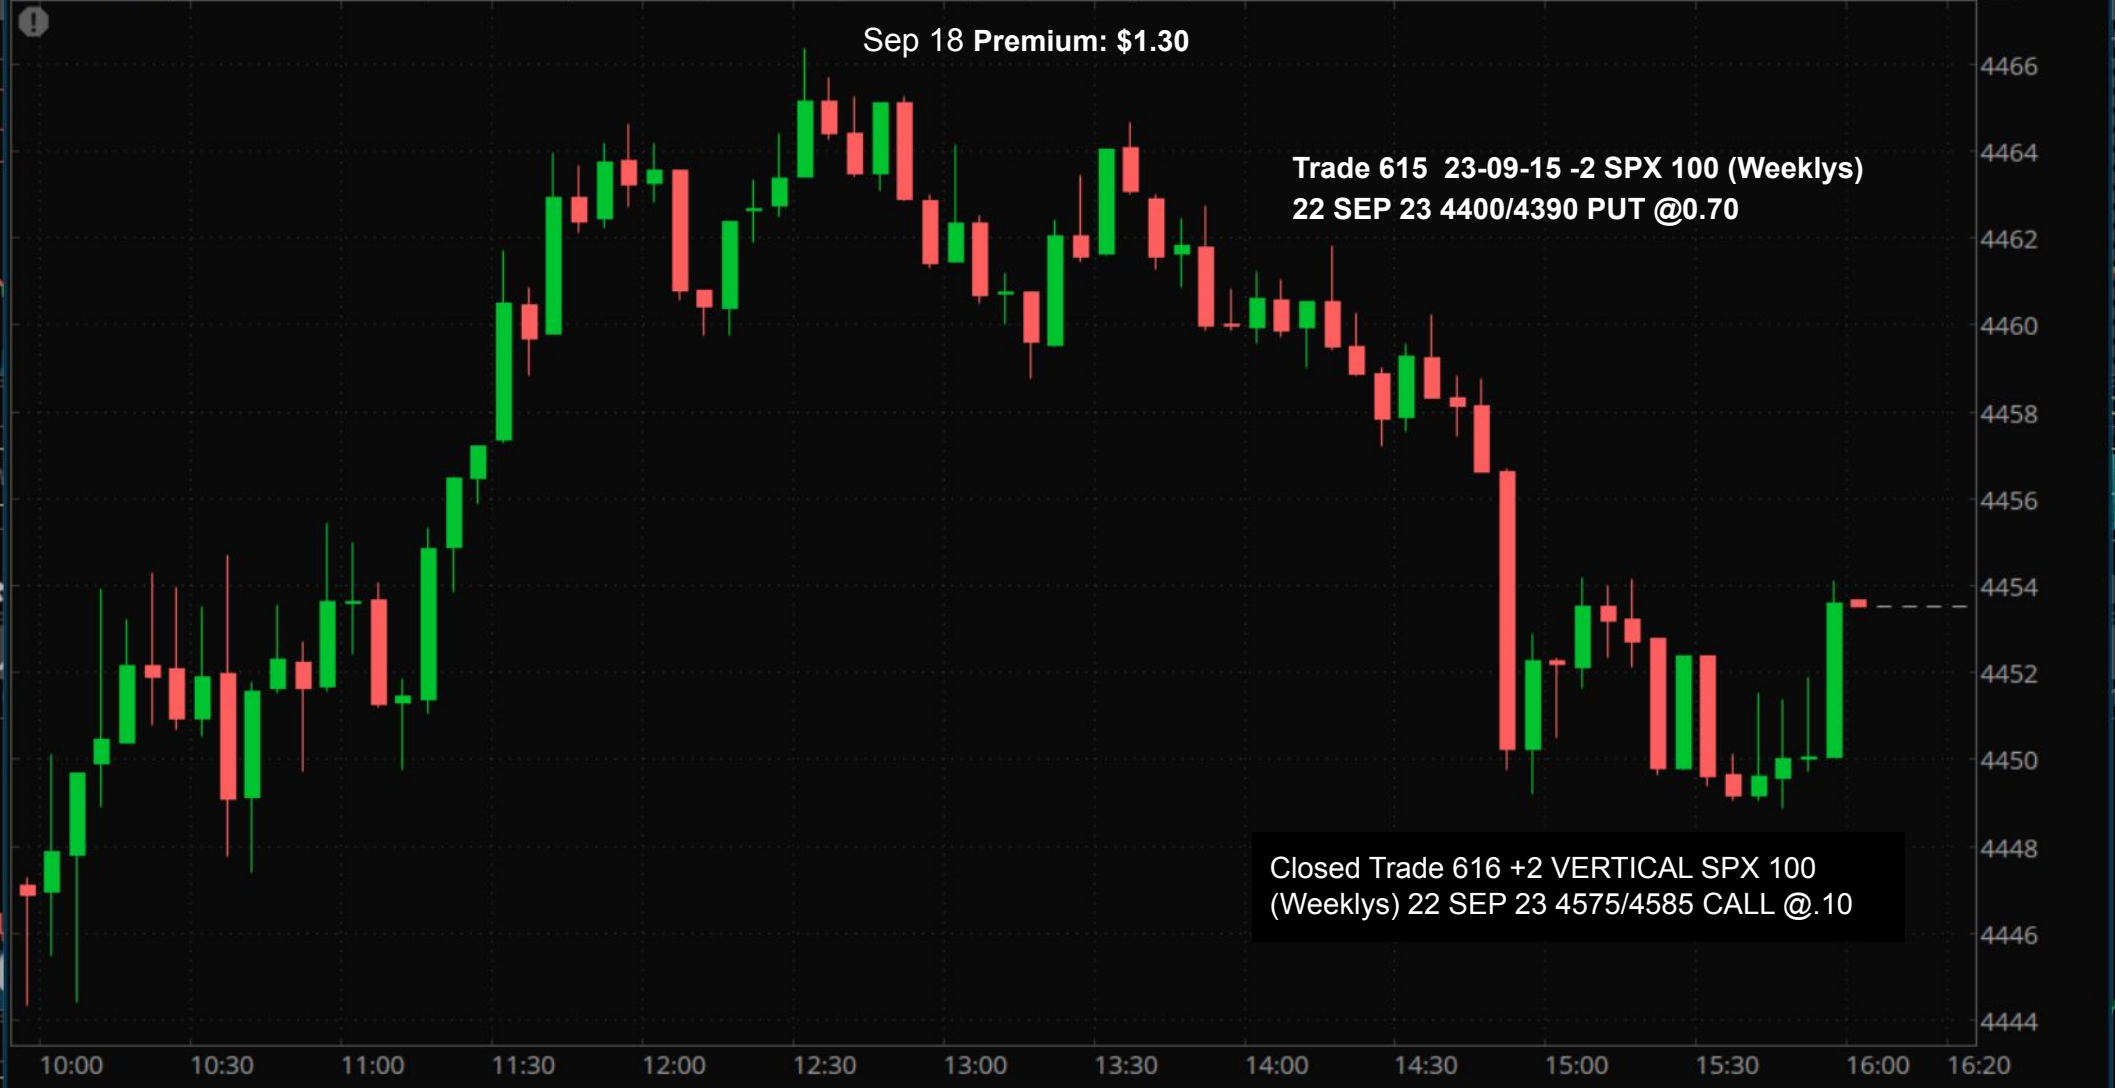 Sep 18 Premium: $1.30
4466
4464
Trade 615 23-09-15 -2 SPX 100 (Weeklys)
22 SEP 23 4400/4390 PUT @0.70
4462
4460
4458
4456
4454
4452
4450
Closed Trade 616 +2 VERTICAL SPX 100
(Weeklys) 22 SEP 23 4575/4585 CALL @.10
4448
4446
4444
10:00 10:30 11:00 11:30 12:00 12:30 13:00 13:30 14:00 14:30 15:00 15:30 16:00 16:20